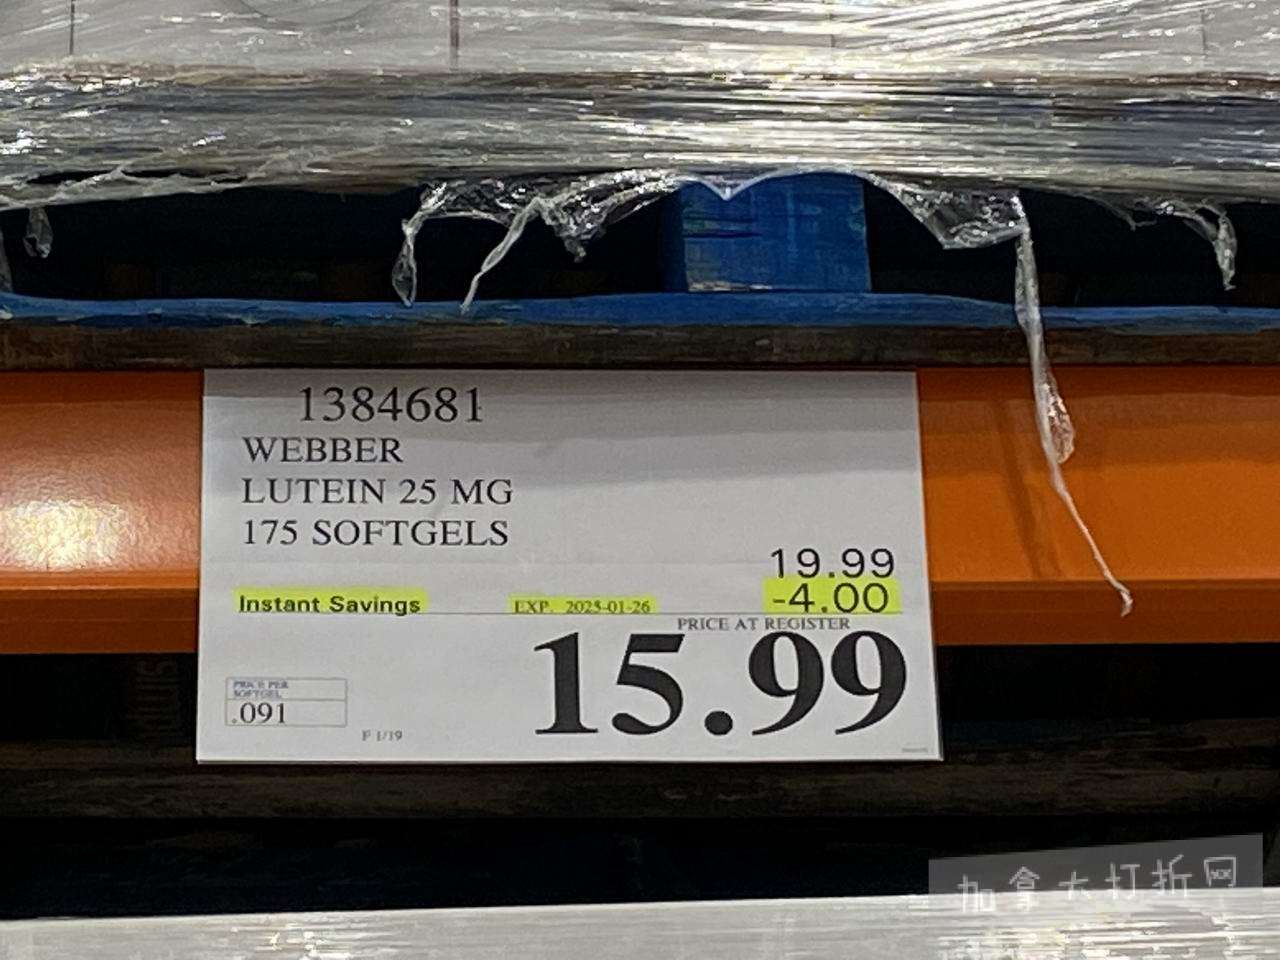 1384681
WEBBER
LUTEIN 25 MG
175 SOFTGELS
19.99
Instant Savings EXP. 2025-01-26 -4.00
PRICE AT REGISTER
15.99
PRICE PER
SOFTGEL
.091
F 1/19
加拿大打折网